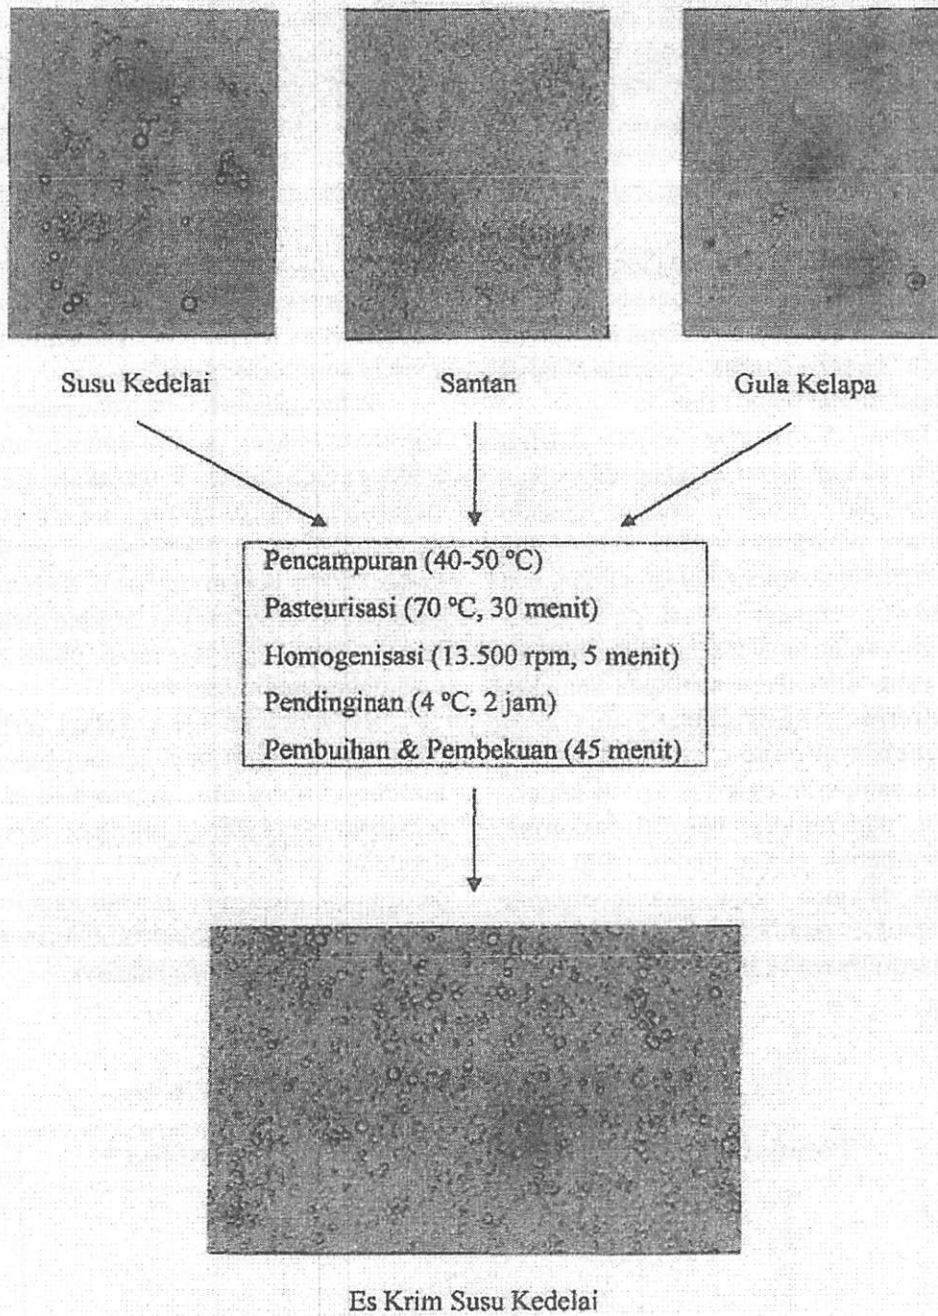 Susu Kedelai
Santan
Gula Kelapa
Pencampuran (40-50 °C)
Pasteurisasi (70 °C, 30 menit)
Homogenisasi (13.500 rpm, 5 menit)
Pendinginan (4 °C, 2 jam)
Pembuihan & Pembekuan (45 menit)
Es Krim Susu Kedelai